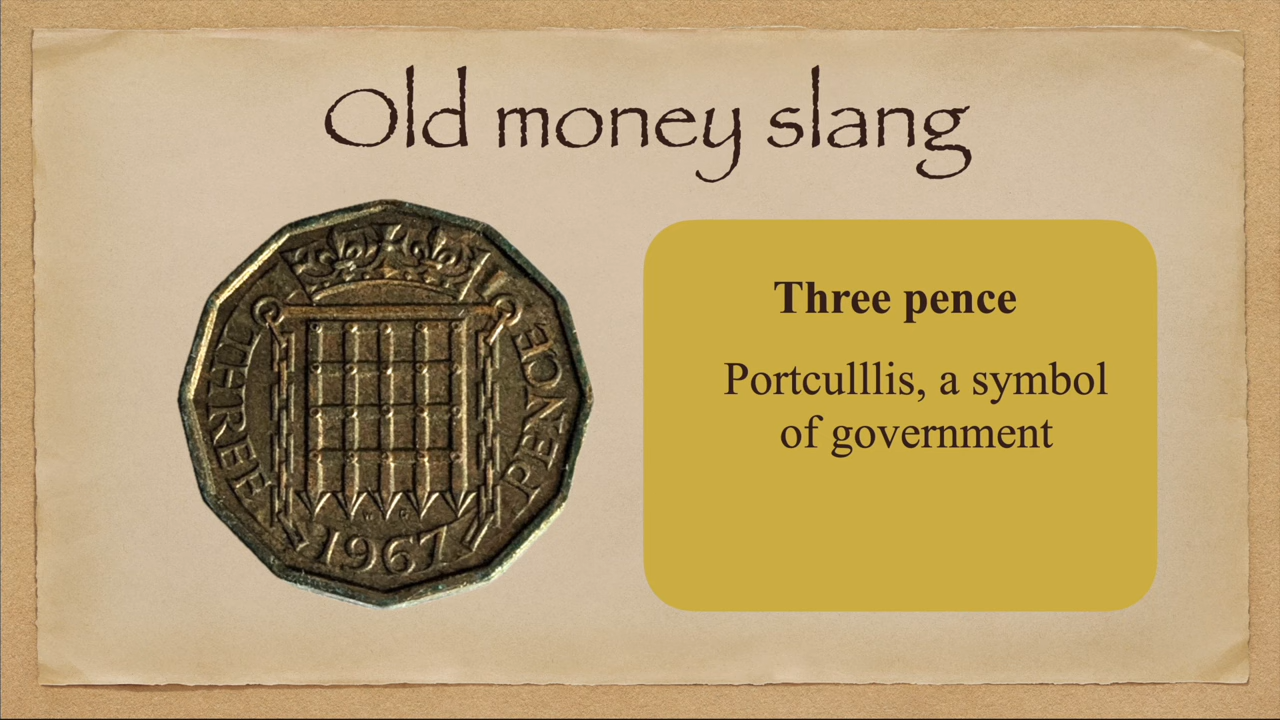 Old money slang
THREE PENCE
1967
Three pence
Portculllis, a symbol
of government